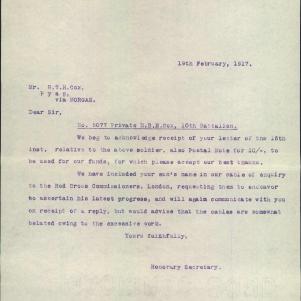 19th February, 1917.
Mr. H.T.H.Cox,
P y a p,
via MORGAN.
Dear Sir,
No. 5077 Private H.B.H.Cox, 10th Battalion.
We beg to acknowledge receipt of your letter of the 15th
inst. relative to the above soldier, also Postal Note for 10/-. to
be used for our funds, for which please accept our best thanks.
We have included your son's name in our cable of enquiry
to the Red Cross Commissioners, London, requesting them to endeavor
to ascertain his latest progress, and will again communicate with you
on receipt of a reply, but would advise that the cables are somewhat
belated owing to the excessive work.
Yours faithfully,
Honorary Secretary.